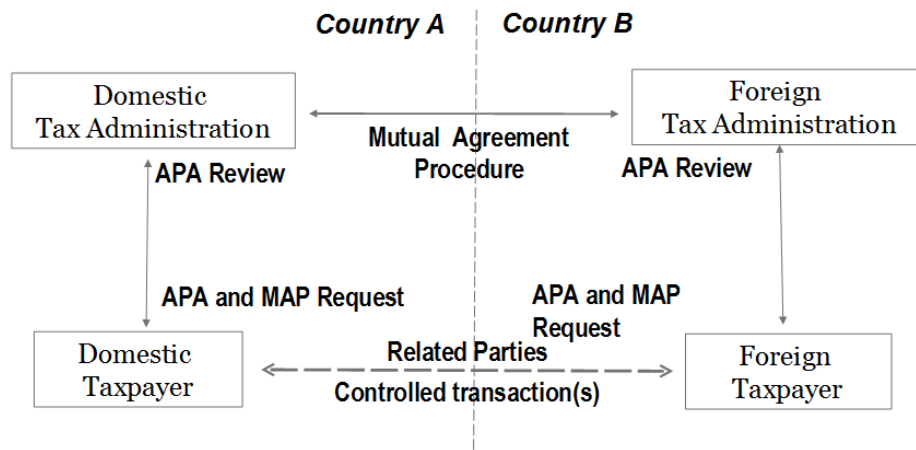 Country A
Country B
Domestic
Tax Administration
Foreign
Tax Administration
Mutual Agreement
Procedure
APA Review
APA Review
APA and MAP Request
APA and MAP
Request
Domestic
Taxpayer
Related Parties
Controlled transaction(s)
Foreign
Taxpayer